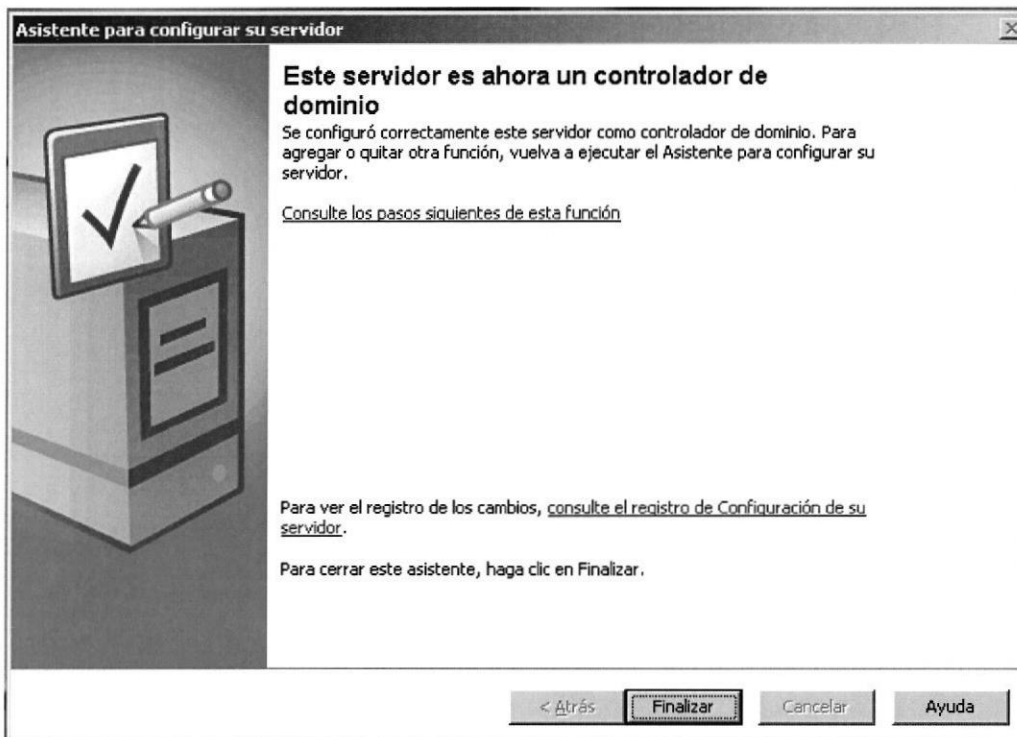 Asistente para configurar su servidor
Este servidor es ahora un controlador de
dominio
Se configuró correctamente este servidor como controlador de dominio. Para
agregar o quitar otra función, vuelva a ejecutar el Asistente para configurar su
servidor.
Consulte los pasos siguientes de esta función
Para ver el registro de los cambios, consulte el registro de Configuración de su
servidor.
Para cerrar este asistente, haga clic en Finalizar.
< Atrás Finalizar Cancelar Ayuda